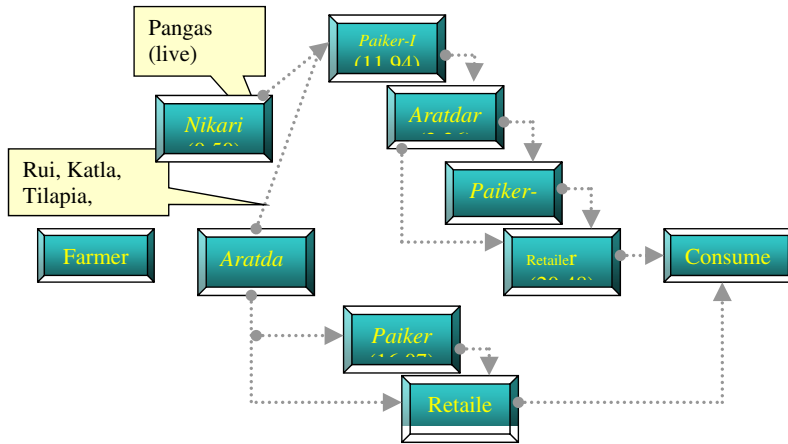 Pangas
(live)
Paiker-I
(11.94)
Nikari
Aratdar
Rui, Katla,
Tilapia,
Paiker-
Farmer
Aratda
Retailer
Consume
Paiker
Retaile